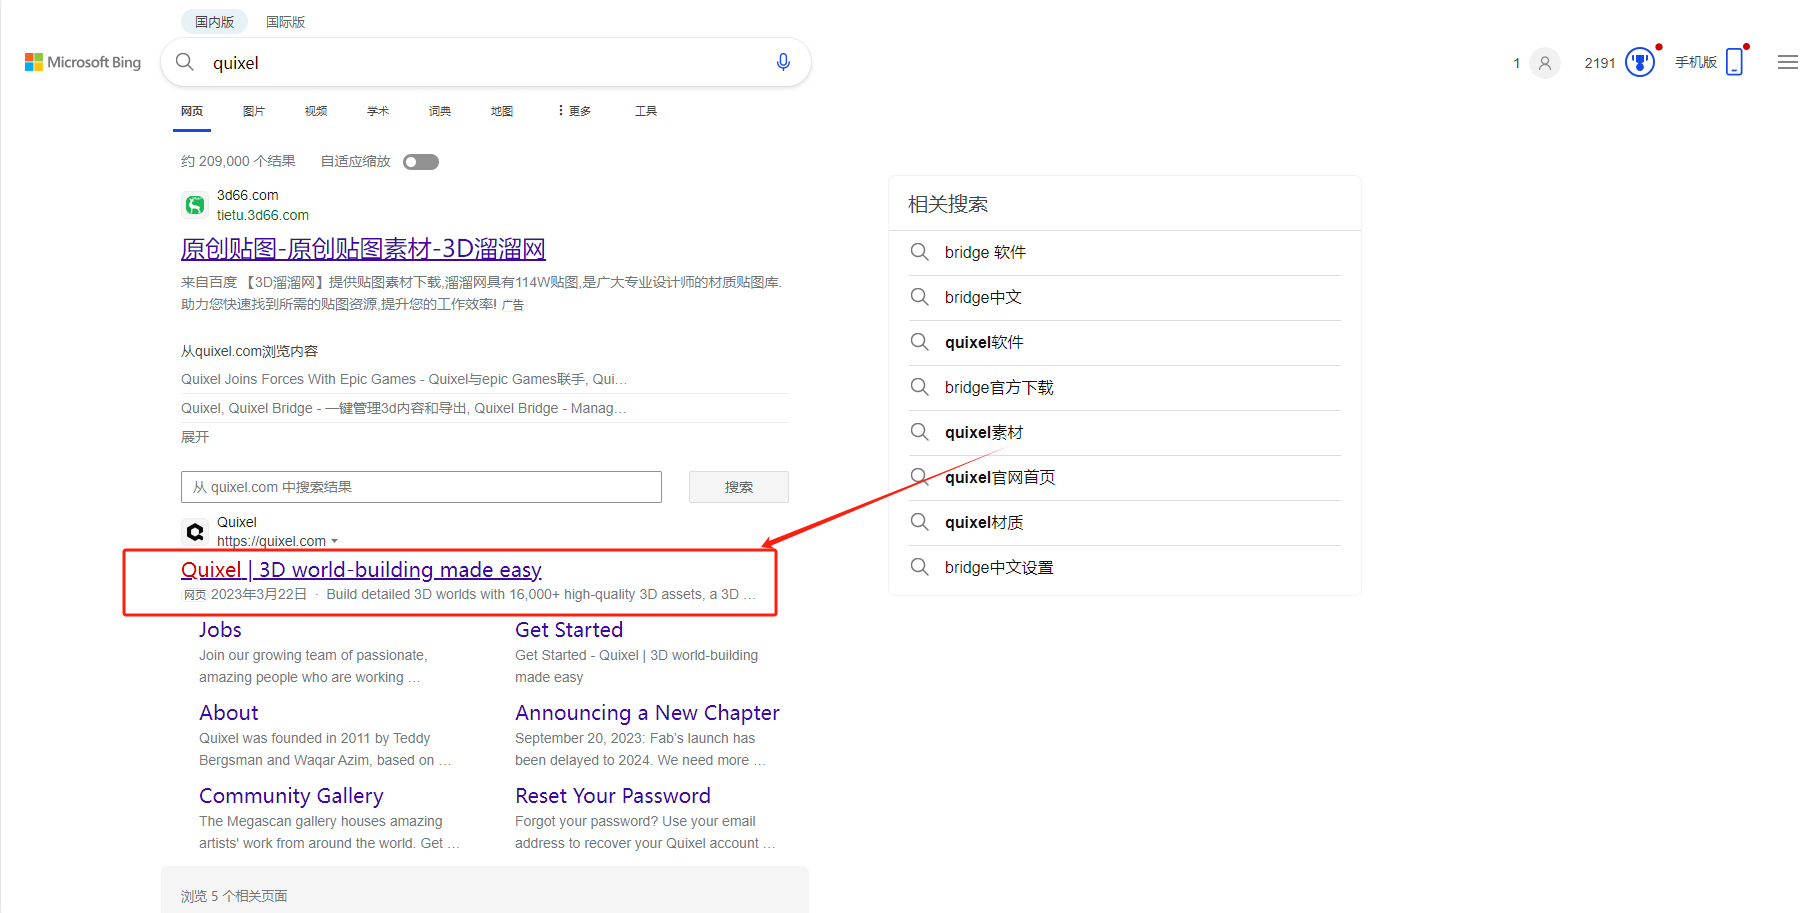 国内版 国际版
Microsoft Bing
quixel
1
2191
手机版
网页 图片 视频 学术 词典 地图 更多 工具
约 209,000 个结果 自适应缩放
3d66.com
tietu.3d66.com
原创贴图-原创贴图素材-3D溜溜网
来自百度 【3D溜溜网】提供贴图素材下载,溜溜网具有114W贴图,是广大专业设计师的材质贴图库.
助力您快速找到所需的贴图资源,提升您的工作效率! 广告
从quixel.com浏览内容
Quixel Joins Forces With Epic Games - Quixel与epic Games联手, Qui…
Quixel, Quixel Bridge - 一键管理3d内容和导出, Quixel Bridge - Manag…
展开
从 quixel.com 中搜索结果
搜索
Quixel
https://quixel.com
Quixel | 3D world-building made easy
网页 2023年3月22日 · Build detailed 3D worlds with 16,000+ high-quality 3D assets, a 3D …
Jobs
Join our growing team of passionate,
amazing people who are working …
Get Started
Get Started - Quixel | 3D world-building
made easy
About
Quixel was founded in 2011 by Teddy
Bergsman and Waqar Azim, based on …
Announcing a New Chapter
September 20, 2023: Fab's launch has
been delayed to 2024. We need more …
Community Gallery
The Megascan gallery houses amazing
artists' work from around the world. Get …
Reset Your Password
Forgot your password? Use your email
address to recover your Quixel account …
浏览 5 个相关页面
相关搜索
bridge 软件
bridge中文
quixel软件
bridge官方下载
quixel素材
quixel官网首页
quixel材质
bridge中文设置